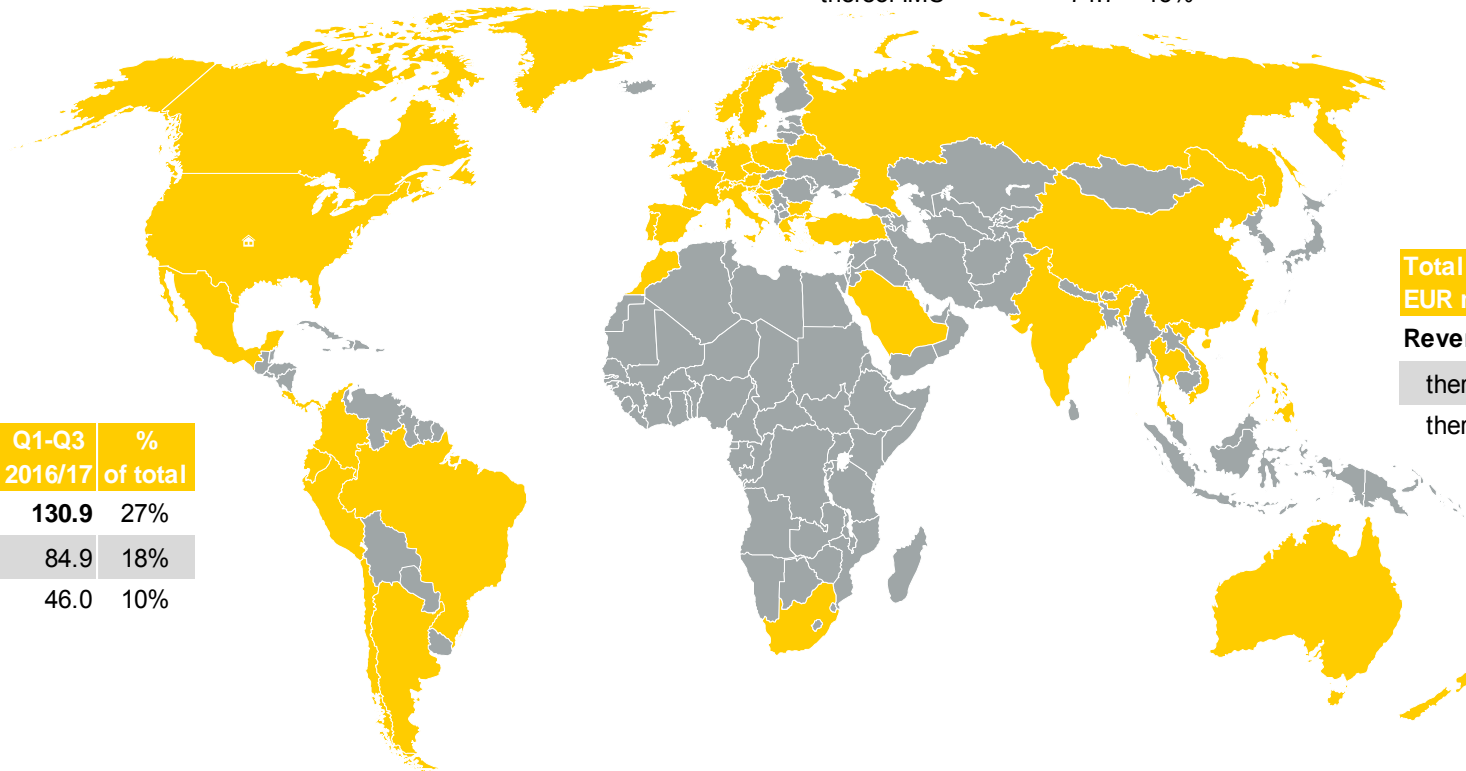 Total
EUR
Reve
ther
ther
Q1-Q3 %
2016/17 of total
130.9 27%
84.9 18%
46.0 10%